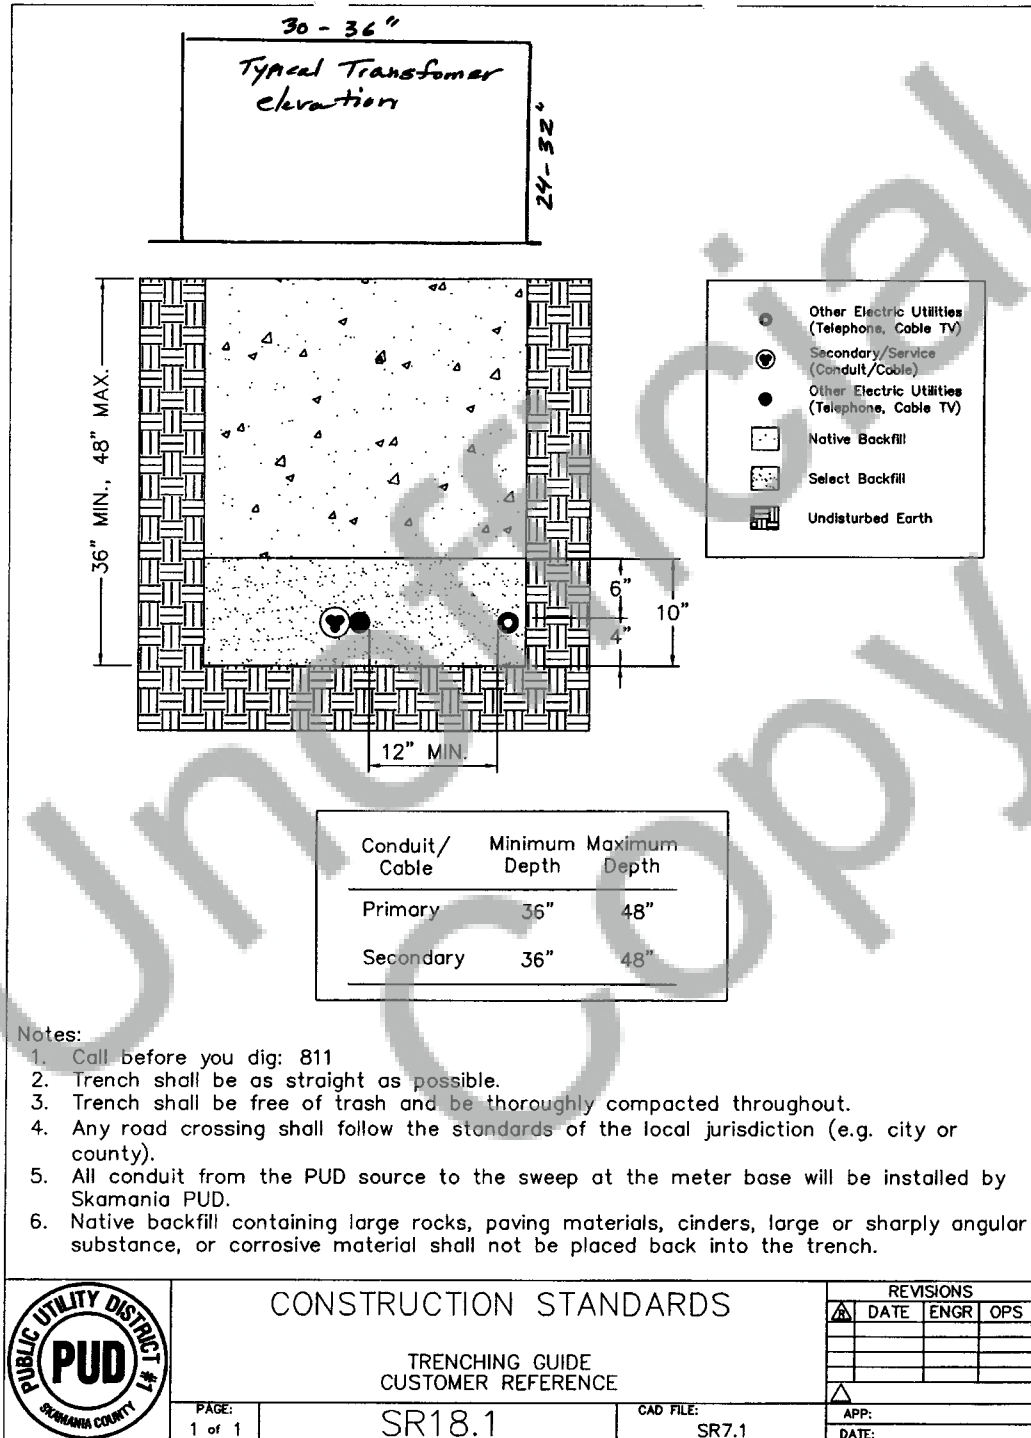 30 - 36"
Typical Transfomer
elevation
24-32"
36" MIN., 48" MAX.
Other Electric Utilities
(Telephone, Cable TV)
Secondary/Service
(Conduit/Cable)
Other Electric Utilities
(Telephone, Cable TV)
Native Backfill
Select Backfill
Undisturbed Earth
6"
10"
4"
12" MIN.
Conduit/ Minimum Maximum
Cable Depth Depth
Primary 36" 48"
Secondary 36" 48"
Notes:
1. Call before you dig: 811
2. Trench shall be as straight as possible.
3. Trench shall be free of trash and be thoroughly compacted throughout.
4. Any road crossing shall follow the standards of the local jurisdiction (e.g. city or
county).
5. All conduit from the PUD source to the sweep at the meter base will be installed by
Skamania PUD.
6. Native backfill containing large rocks, paving materials, cinders, large or sharply angular
substance, or corrosive material shall not be placed back into the trench.
PUBLIC UTILITY DISTRICT #1
PUD
SKAMANIA COUNTY
CONSTRUCTION STANDARDS
TRENCHING GUIDE
CUSTOMER REFERENCE
PAGE:
1 of 1
SR18.1
CAD FILE:
SR7.1
REVISIONS
R DATE ENGR OPS
APP:
DATE:
Unofficial
Copy